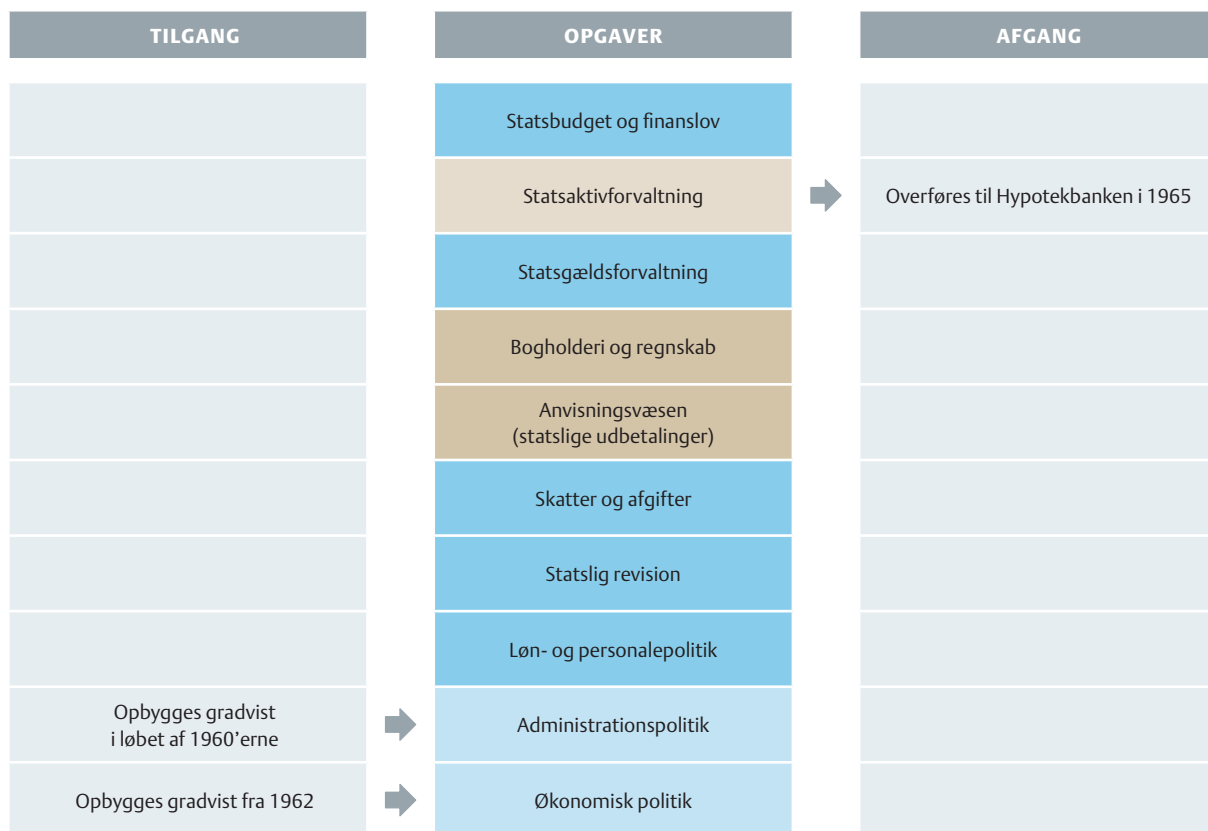 TILGANG
OPGAVER
AFGANG
Statsbudget og finanslov
Statsaktivforvaltning
Overføres til Hypotekbanken i 1965
Statsgældsforvaltning
Bogholderi og regnskab
Anvisningsvæsen
(statslige udbetalinger)
Skatter og afgifter
Statslig revision
Løn- og personalepolitik
Opbygges gradvist
i løbet af 1960’erne
Administrationspolitik
Opbygges gradvist fra 1962
Økonomisk politik